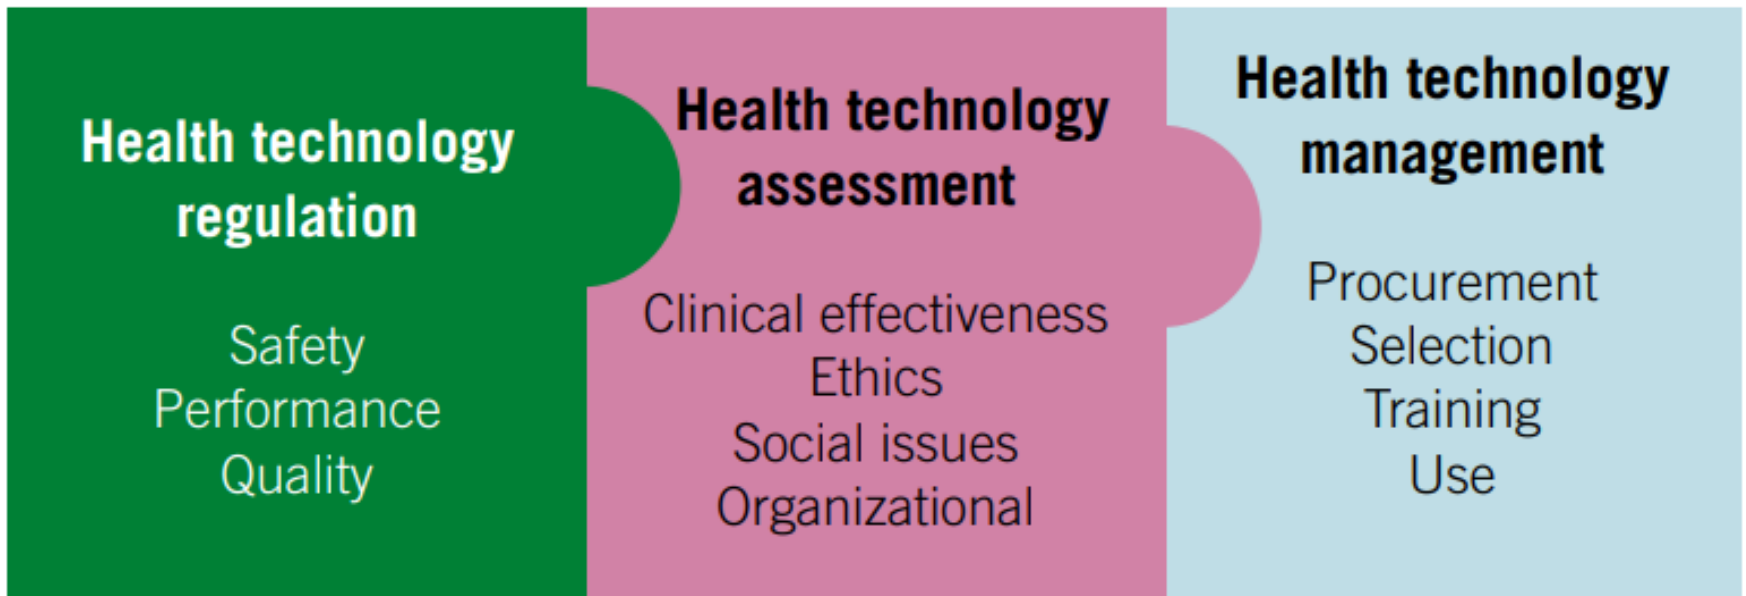 Health technology
regulation
Safety
Performance
Quality
Health technology
assessment
Clinical effectiveness
Ethics
Social issues
Organizational
Health technology
management
Procurement
Selection
Training
Use